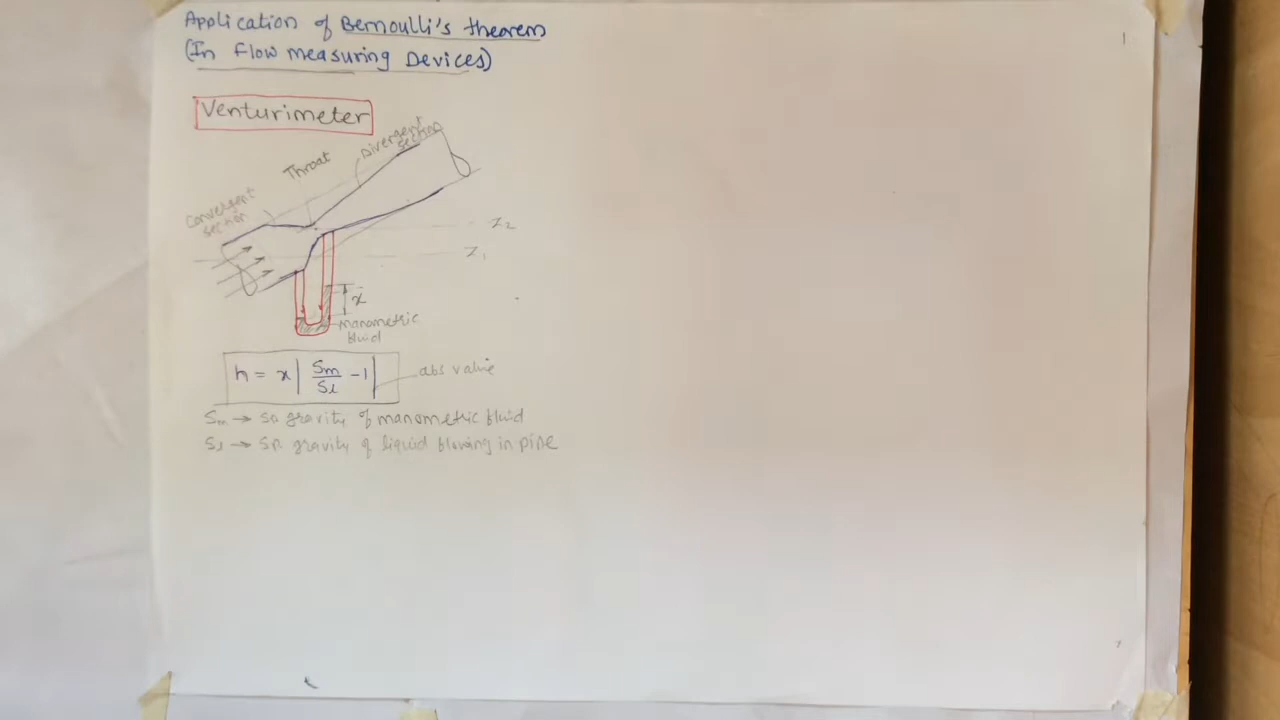 Application of Bernoulli's theorem
(In Flow measuring Devices)
Venturimeter
Convergent section
Throat
Divergent section
Z₂
Z₁
x
manometric fluid
h = x | Sm/Sl - 1 |
abs value
Sm → sp gravity of manometric fluid
Sl → sp. gravity of liquid flowing in pipe